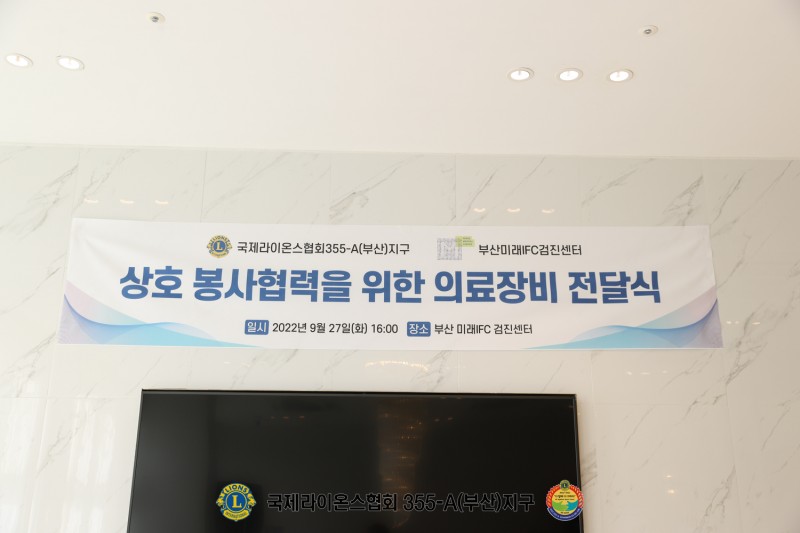 국제라이온스협회355-A(부산)지구 부산미래IFC검진센터
상호 봉사협력을 위한 의료장비 전달식
일시 2022년 9월 27일(화) 16:00 장소 부산 미래IFC 검진센터
LIONS L 국제라이온스협회 355-A(부산)지구